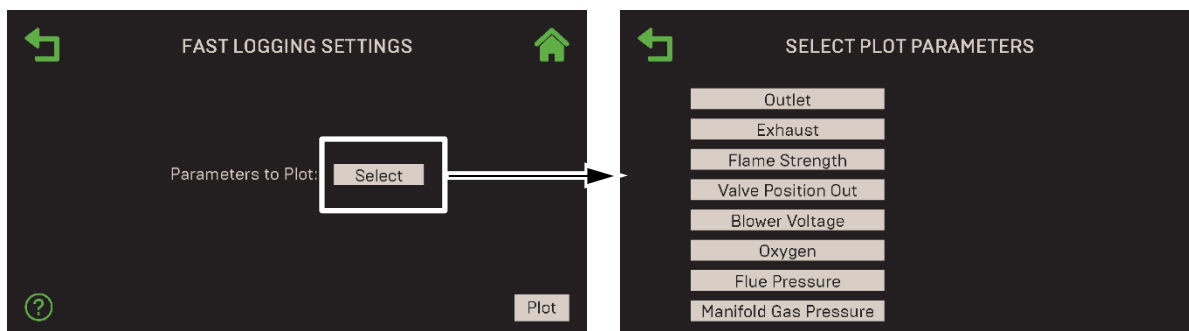 FAST LOGGING SETTINGS
Parameters to Plot: Select
?
Plot
SELECT PLOT PARAMETERS
Outlet
Exhaust
Flame Strength
Valve Position Out
Blower Voltage
Oxygen
Flue Pressure
Manifold Gas Pressure